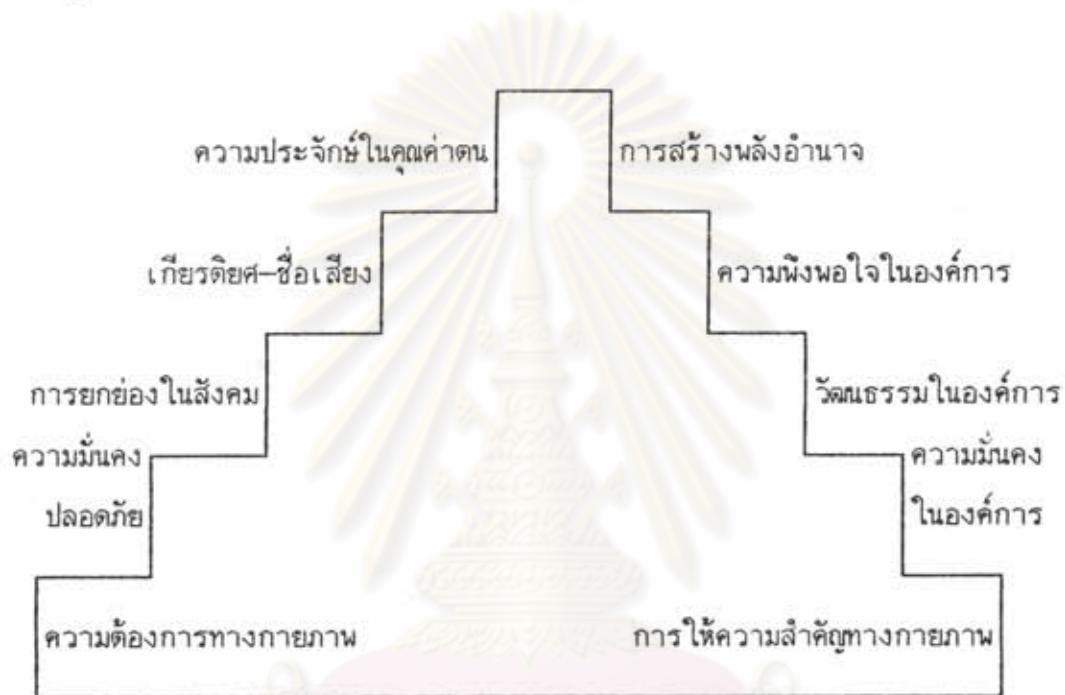 ความประจักษ์ในคุณค่าตน การสร้างพลังอำนาจ
เกียรติยศ-ชื่อเสียง ความพึงพอใจในองค์การ
การยกย่องในสังคม วัฒนธรรมในองค์การ
ความมั่นคง ความมั่นคง
ปลอดภัย ในองค์การ
ความต้องการทางกายภาพ การให้ความสำคัญทางกายภาพ